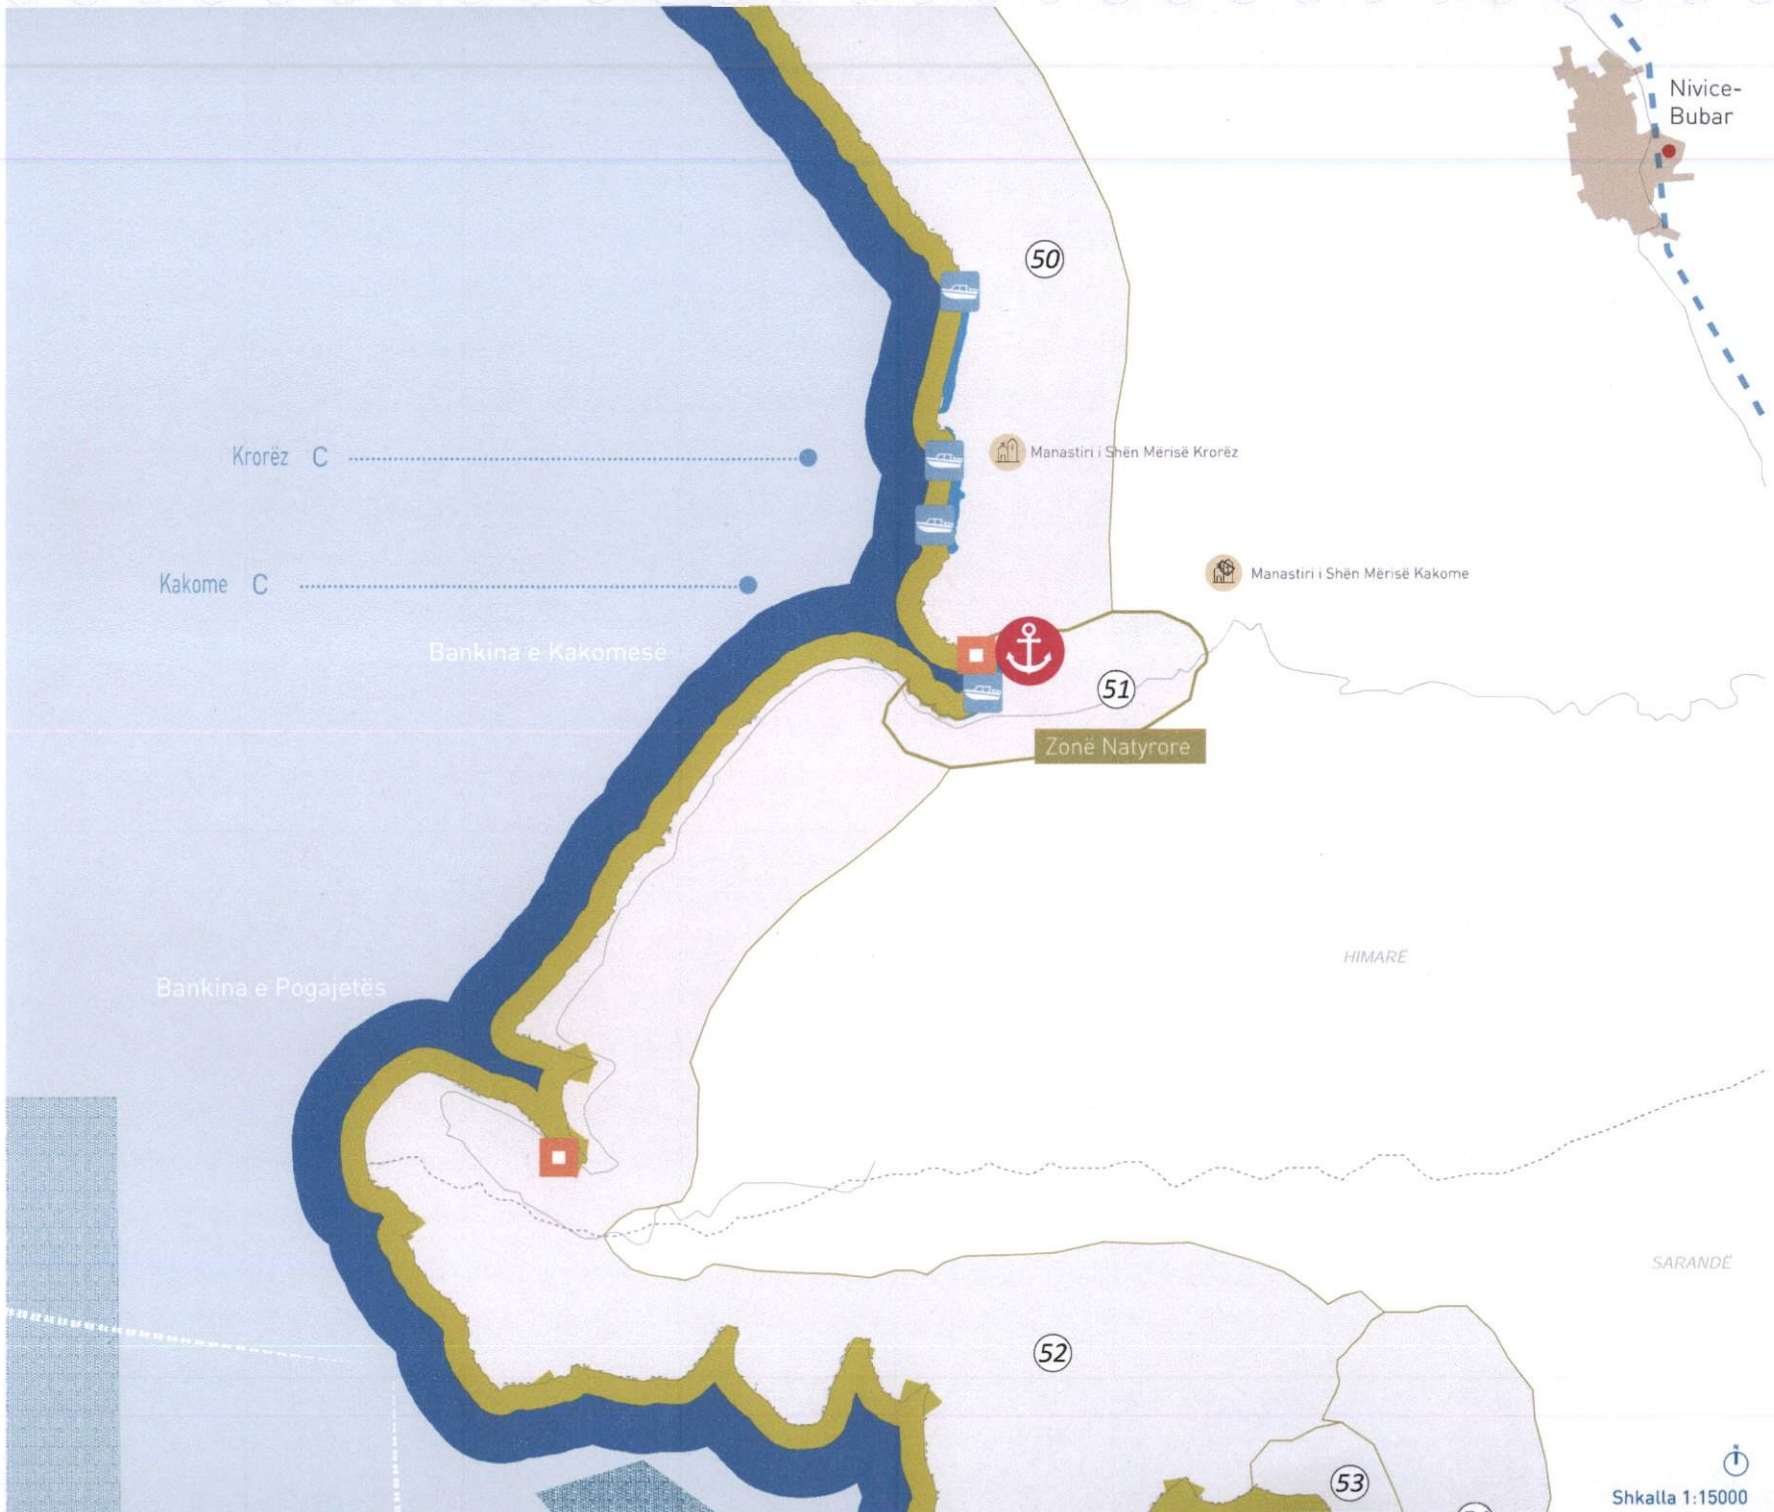 Nivice-
Bubar
50
Krorëz C
Manastiri i Shën Mërisë Krorëz
Kakome C
Manastiri i Shën Mërisë Kakome
Bankina e Kakomesë
51
Zonë Natyrore
HIMARË
Bankina e Pogajetës
SARANDË
52
N
53
Shkalla 1:15000